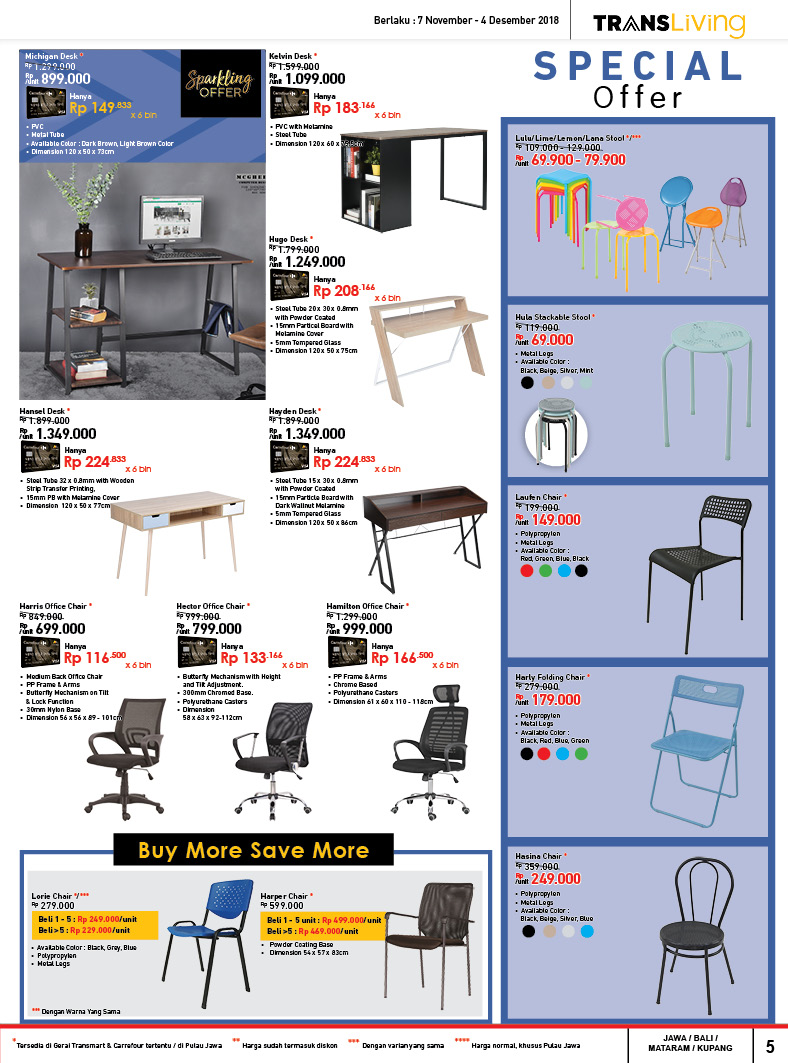 Berlaku : 7 November - 4 Desember 2018
TRANSLiving
Michigan Desk **
Rp 1.299.000
Rp /unit 899.000
Hanya
Rp 149.833 x 6 bln
• PVC
• Metal Tube
• Available Color : Dark Brown, Light Brown Color
• Dimension 120 x 50 x 73cm
Sparkling
OFFER
Kelvin Desk *
Rp 1.599.000
Rp /unit 1.099.000
Hanya
Rp 183.166 x 6 bln
• PVC with Melamine
• Steel Tube
• Dimension 120x 60 x 75.5cm
Hugo Desk *
Rp 1.799.000
Rp /unit 1.249.000
Hanya
Rp 208.166 x 6 bln
• Steel Tube 20 x 30 x 0.8mm
with Powder Coated
• 15mm Particel Board with
Melamine Cover
• 5mm Tempered Glass
• Dimension 120 x 50 x 75cm
Hansel Desk *
Rp 1.899.000
Rp /unit 1.349.000
Hanya
Rp 224.833 x 6 bln
• Steel Tube 32 x 0.8mm with Wooden
Strip Transfer Printing,
• 15mm PB with Melamine Cover
• Dimension 120 x 50 x 77cm
Hayden Desk *
Rp 1.899.000
Rp /unit 1.349.000
Hanya
Rp 224.833 x 6 bln
• Steel Tube 15 x 30 x 0.8mm
with Powder Coated
• 15mm Particle Board with
Dark Walnut Melamine
• 5mm Tempered Glass
• Dimension 120 x 50 x 86cm
Harris Office Chair *
Rp 849.000
Rp /unit 699.000
Hanya
Rp 116.500 x 6 bln
• Medium Back Office Chair
• PP Frame & Arms
• Butterfly Mechanism on Tilt
& Lock Function
• 30mm Nylon Base
• Dimension 56 x 56 x 89 - 101cm
Hector Office Chair *
Rp 999.000
Rp /unit 799.000
Hanya
Rp 133.166 x 6 bln
• Butterfly Mechanism with Height
and Tilt Adjustment.
• 300mm Chromed Base.
• Polyurethane Casters
• Dimension
58 x 63 x 92-112cm
Hamilton Office Chair *
Rp 1.299.000
Rp /unit 999.000
Hanya
Rp 166.500 x 6 bln
• PP Frame & Arms
• Chrome Based
• Polyurethane Casters
• Dimension 61 x 60 x 110 - 118cm
Buy More Save More
Lorie Chair */***
Rp 279.000
Beli 1 - 5 : Rp 249.000/unit
Beli >5 : Rp 229.000/unit
• Available Color : Black, Grey, Blue
• Polypropylen
• Metal Legs
Harper Chair *
Rp 599.000
Beli 1 - 5 unit : Rp 499.000/unit
Beli >5 : Rp 469.000/unit
• Powder Coating Base
• Dimension 54 x 57 x 83cm
*** Dengan Warna Yang Sama
SPECIAL
Offer
Lulu/Lime/Lemon/Lana Stool */***
Rp 109.000 - 129.000
Rp /unit 69.900 - 79.900
Hula Stackable Stool *
Rp 119.000
Rp /unit 69.000
• Metal Legs
• Available Color :
Black, Beige, Silver, Mint
Laufen Chair *
Rp 199.000
Rp /unit 149.000
• Polypropylen
• Metal Legs
• Available Color :
Red, Green, Blue, Black
Harly Folding Chair *
Rp 279.000
Rp /unit 179.000
• Polypropylen
• Metal Legs
• Available Color :
Black, Red, Blue, Green
Hasina Chair *
Rp 359.000
Rp /unit 249.000
• Polypropylen
• Metal Legs
• Available Color :
Black, Beige, Silver, Blue
* Tersedia di Gerai Transmart & Carrefour tertentu / di Pulau Jawa
** Harga sudah termasuk diskon
*** Dengan varian yang sama
**** Harga normal, khusus Pulau Jawa
JAWA / BALI /
MATARAM / KUPANG
5